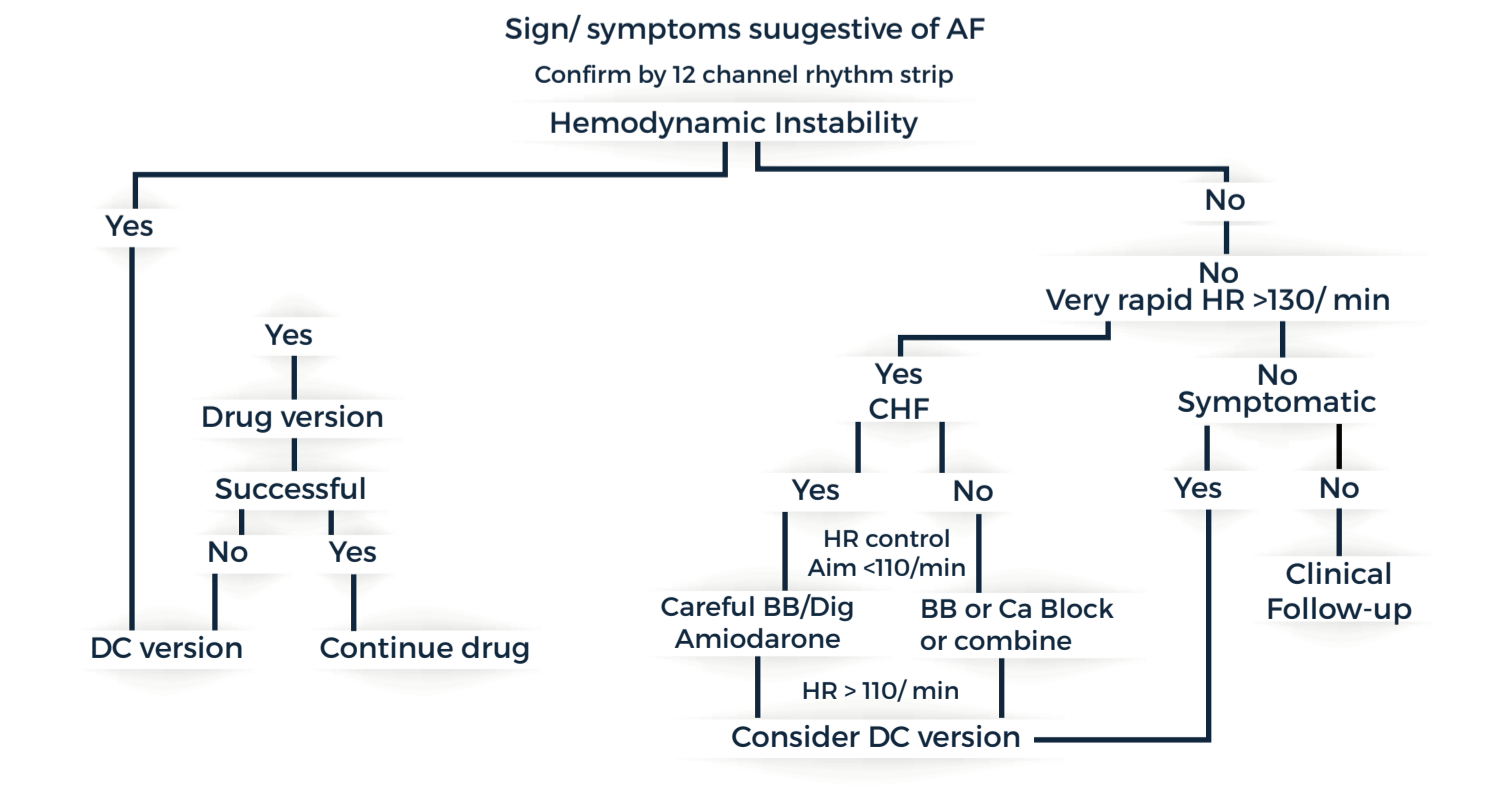 Sign/ symptoms suugestive of AF
Confirm by 12 channel rhythm strip
Hemodynamic Instability
Yes
No
No
Very rapid HR >130/ min
Yes
Drug version
Successful
No
Yes
DC version
Continue drug
Yes
CHF
Yes
No
HR control
Aim <110/min
Careful BB/Dig
Amiodarone
BB or Ca Block
or combine
HR > 110/ min
Consider DC version
No
Symptomatic
Yes
No
Clinical
Follow-up